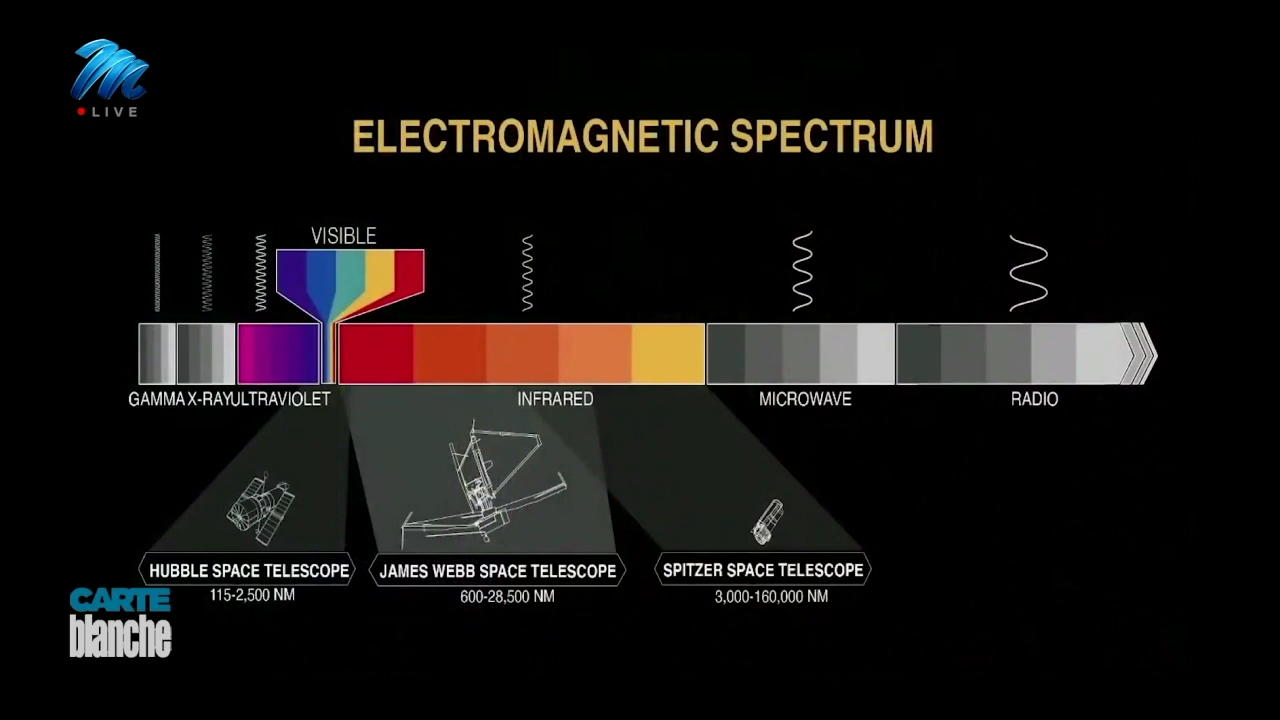 LIVE
ELECTROMAGNETIC SPECTRUM
VISIBLE
GAMMA X-RAY ULTRAVIOLET INFRARED MICROWAVE RADIO
HUBBLE SPACE TELESCOPE JAMES WEBB SPACE TELESCOPE SPITZER SPACE TELESCOPE
115-2,500 NM 600-28,500 NM 3,000-160,000 NM
CARTE
blanche